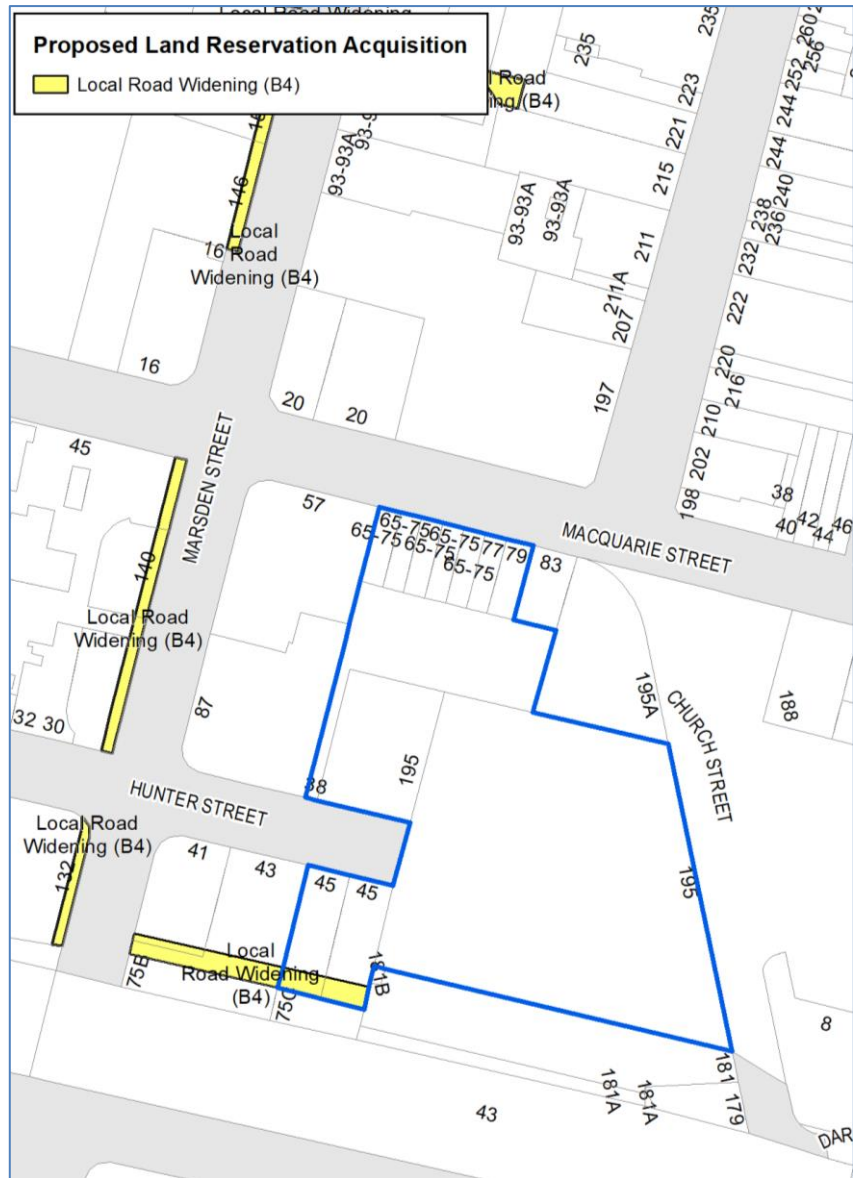 Local Road Widening
Proposed Land Reservation Acquisition
Local Road Widening (B4)
235
235
260
256
252
244
244
240
238
236
232
222
220
216
210
202
198
223
221
215
211
211A
207
197
93-93A
93-93A
93-93A
146
16
Local
Road
Widening (B4)
16
20
20
45
MARSDEN STREET
57
65-75
65-75
65-75
65-75
65-75
77
79
83
MACQUARIE STREET
38
40
42
44
46
140
Local Road
Widening (B4)
32
30
87
195A
CHURCH STREET
188
38
195
HUNTER STREET
Local Road
Widening (B4)
132
41
43
45
45
195
Local
Road Widening
(B4)
75B
75C
181B
8
181
179
181A
181A
43
DAR